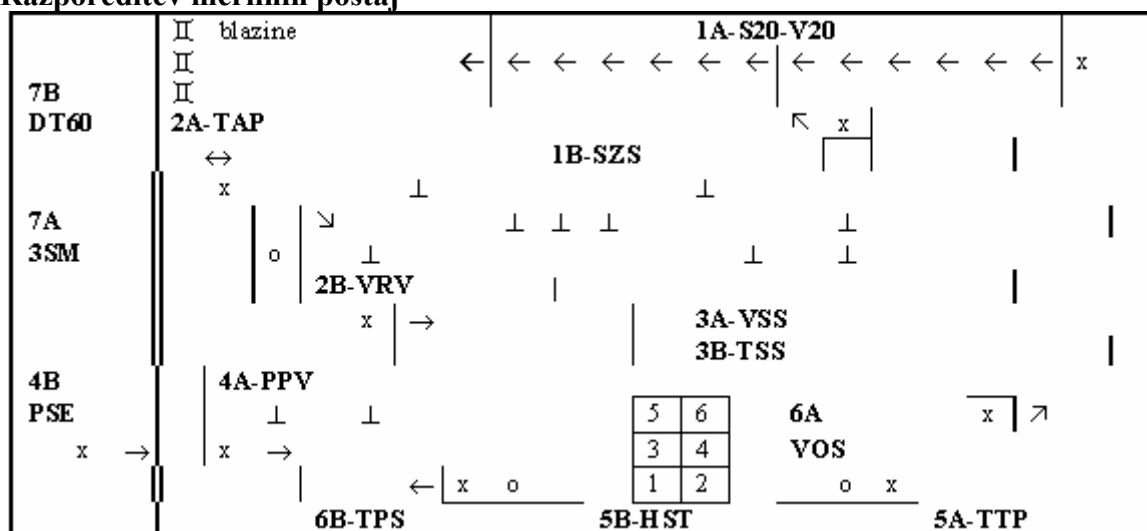 Razporeditev merilnih postaj
blazine
1A-S20-V20
x
7B
DT60
2A-TAP
x
1B-SZS
x
7A
3SM
o
2B-VRV
x
3A-VSS
3B-TSS
4B
PSE
4A-PPV
5 6
6A
x
x
x
3 4
VOS
x o
1 2
o x
6B-TPS
5B-HST
5A-TTP